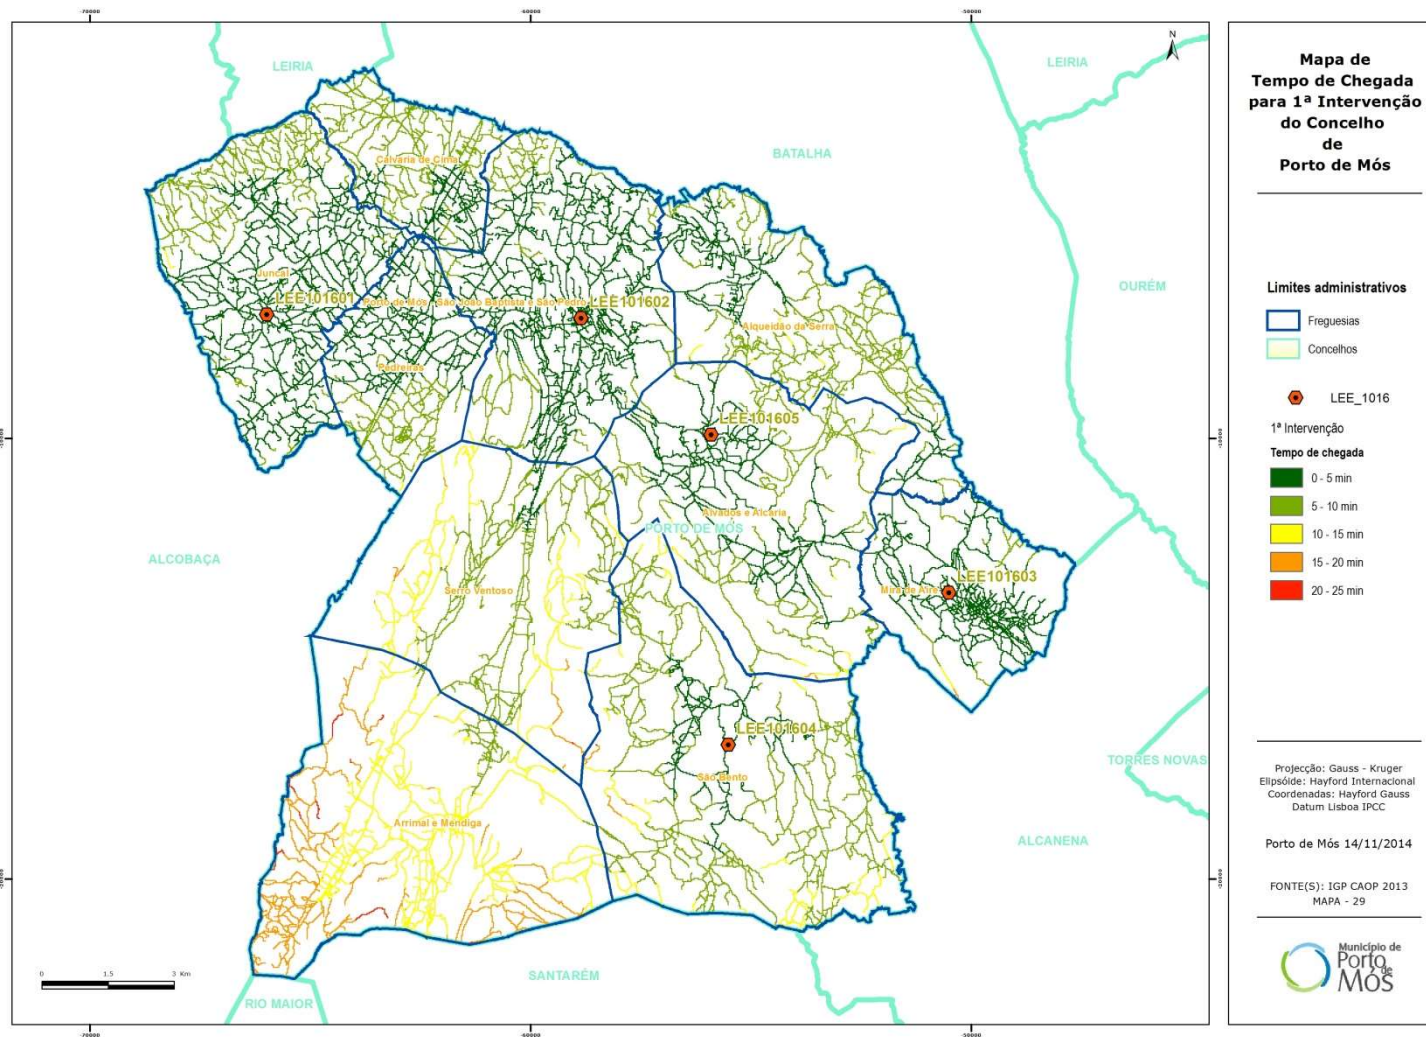 -70000
-60000
-50000
N
LEIRIA
LEIRIA
BATALHA
OURÉM
Calvaria de Cima
Juncal
LEE101601
Porto de Mós - São João Baptista e São Pedro
LEE101602
Alqueidão da Serra
Pedreiras
LEE101605
Alvados e Alcaria
PORTO DE MÓS
ALCOBAÇA
Serro Ventoso
Mira de Aire
LEE101603
LEE101604
São Bento
TORRES NOVAS
Arrimal e Mendiga
ALCANENA
SANTARÉM
RIO MAIOR
0 1.5 3 Km
-70000
-60000
-50000
Mapa de
Tempo de Chegada
para 1ª Intervenção
do Concelho
de
Porto de Mós
Limites administrativos
Freguesias
Concelhos
LEE_1016
1ª Intervenção
Tempo de chegada
0 - 5 min
5 - 10 min
10 - 15 min
15 - 20 min
20 - 25 min
Projecção: Gauss - Kruger
Elipsóide: Hayford Internacional
Coordenadas: Hayford Gauss
Datum Lisboa IPCC
Porto de Mós 14/11/2014
FONTE(S): IGP CAOP 2013
MAPA - 29
Município de
Porto
de
Mós